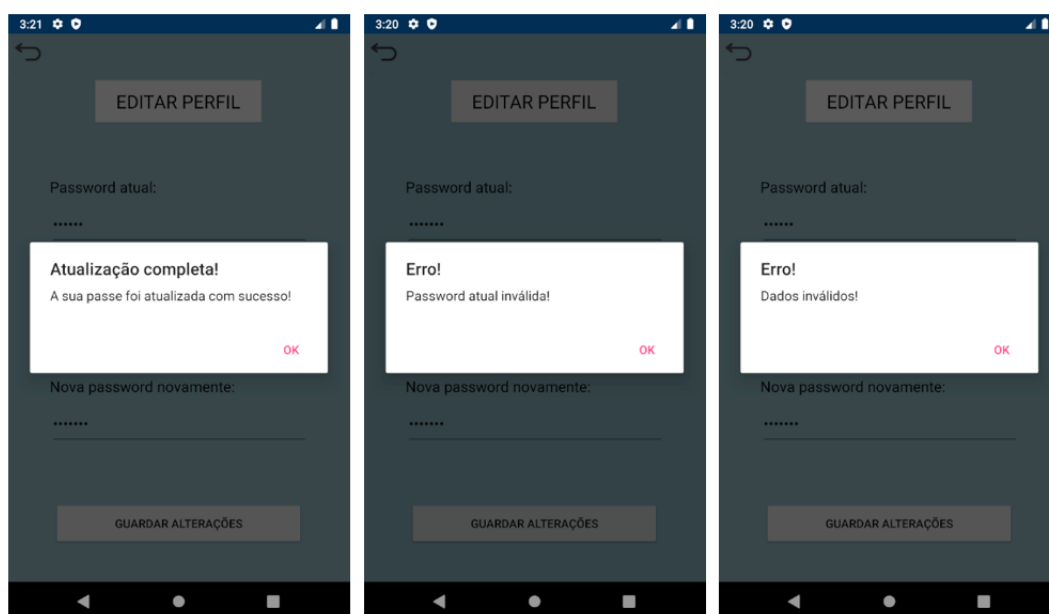 3:21
EDITAR PERFIL
Password atual:
••••••
Atualização completa!
A sua passe foi atualizada com sucesso!
OK
Nova password novamente:
•••••••
GUARDAR ALTERAÇÕES
3:20
EDITAR PERFIL
Password atual:
•••••••
Erro!
Password atual inválida!
OK
Nova password novamente:
•••••••
GUARDAR ALTERAÇÕES
3:20
EDITAR PERFIL
Password atual:
••••••
Erro!
Dados inválidos!
OK
Nova password novamente:
•••••••
GUARDAR ALTERAÇÕES